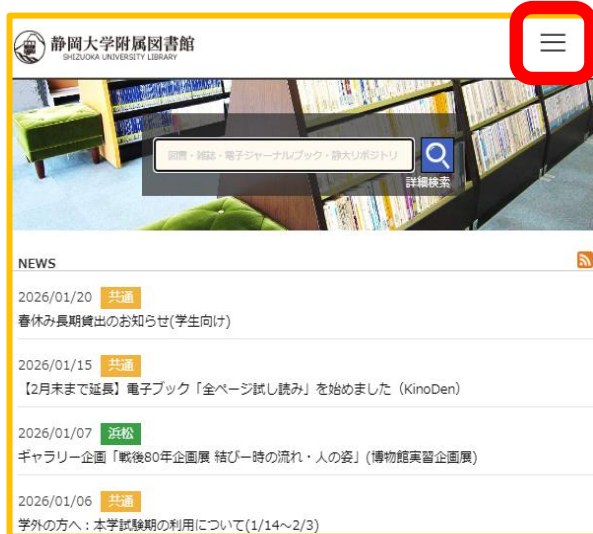 静岡大学附属図書館
SHIZUOKA UNIVERSITY LIBRARY
図書・雑誌・電子ジャーナル/ブック・静大リポジトリ
詳細検索
NEWS
2026/01/20 共通
春休み長期貸出のお知らせ(学生向け)
2026/01/15 共通
【2月末まで延長】電子ブック「全ページ試し読み」を始めました（KinoDen）
2026/01/07 浜松
ギャラリー企画「戦後80年企画展 結びー時の流れ・人の姿」(博物館実習企画展)
2026/01/06 共通
学外の方へ：本学試験期の利用について(1/14～2/3)